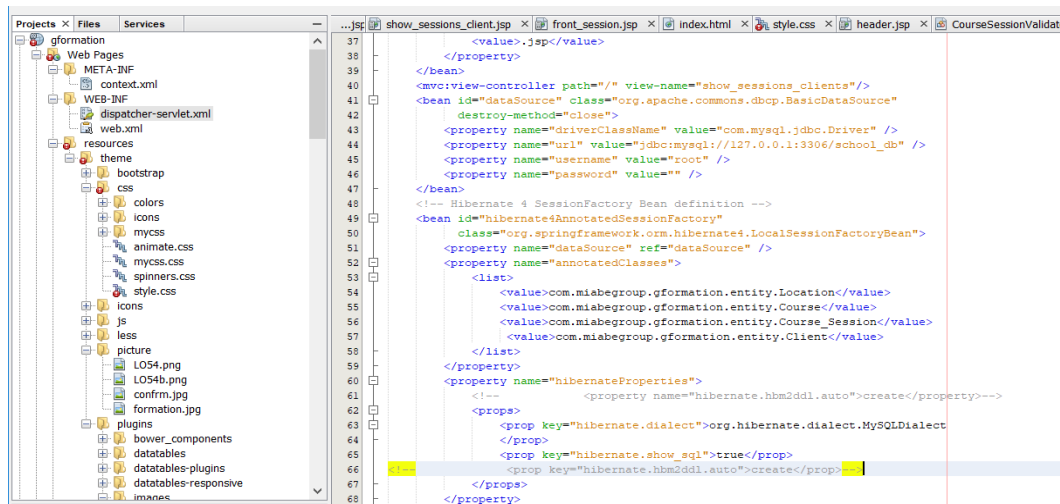 Projects × Files Services —
gformation
Web Pages
META-INF
context.xml
WEB-INF
dispatcher-servlet.xml
web.xml
resources
theme
bootstrap
css
colors
icons
mycss
animate.css
mycss.css
spinners.css
style.css
icons
js
less
picture
LO54.png
LO54b.png
confrm.jpg
formation.jpg
plugins
bower_components
datatables
datatables-plugins
datatables-responsive
images
...jsp show_sessions_client.jsp × front_session.jsp × index.html × style.css × header.jsp × CourseSessionValidat
37 <value>.jsp</value>
38 </property>
39 </bean>
40 <mvc:view-controller path="/" view-name="show_sessions_clients"/>
41 <bean id="dataSource" class="org.apache.commons.dbcp.BasicDataSource"
42 destroy-method="close">
43 <property name="driverClassName" value="com.mysql.jdbc.Driver" />
44 <property name="url" value="jdbc:mysql://127.0.0.1:3306/school_db" />
45 <property name="username" value="root" />
46 <property name="password" value="" />
47 </bean>
48 <!-- Hibernate 4 SessionFactory Bean definition -->
49 <bean id="hibernate4AnnotatedSessionFactory"
50 class="org.springframework.orm.hibernate4.LocalSessionFactoryBean">
51 <property name="dataSource" ref="dataSource" />
52 <property name="annotatedClasses">
53 <list>
54 <value>com.miabegroup.gformation.entity.Location</value>
55 <value>com.miabegroup.gformation.entity.Course</value>
56 <value>com.miabegroup.gformation.entity.Course_Session</value>
57 <value>com.miabegroup.gformation.entity.Client</value>
58 </list>
59 </property>
60 <property name="hibernateProperties">
61 <!-- <property name="hibernate.hbm2ddl.auto">create</property>-->
62 <props>
63 <prop key="hibernate.dialect">org.hibernate.dialect.MySQLDialect
64 </prop>
65 <prop key="hibernate.show_sql">true</prop>
66 <!-- <prop key="hibernate.hbm2ddl.auto">create</prop>-->
67 </props>
68 </property>